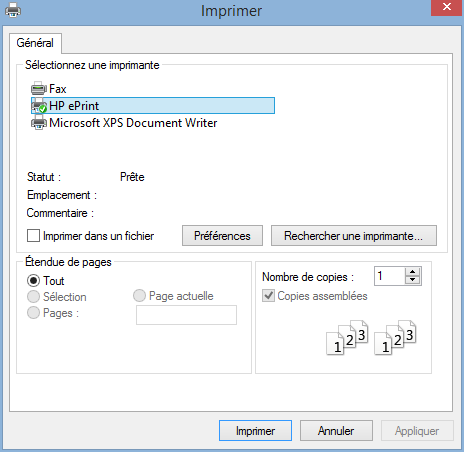 Imprimer
Général
Sélectionnez une imprimante
Fax
HP ePrint
Microsoft XPS Document Writer
Statut : Prête
Emplacement :
Commentaire :
Imprimer dans un fichier Préférences Rechercher une imprimante...
Étendue de pages
Tout
Sélection Page actuelle
Pages :
Nombre de copies : 1
Copies assemblées
1 2 3 1 2 3
Imprimer Annuler Appliquer